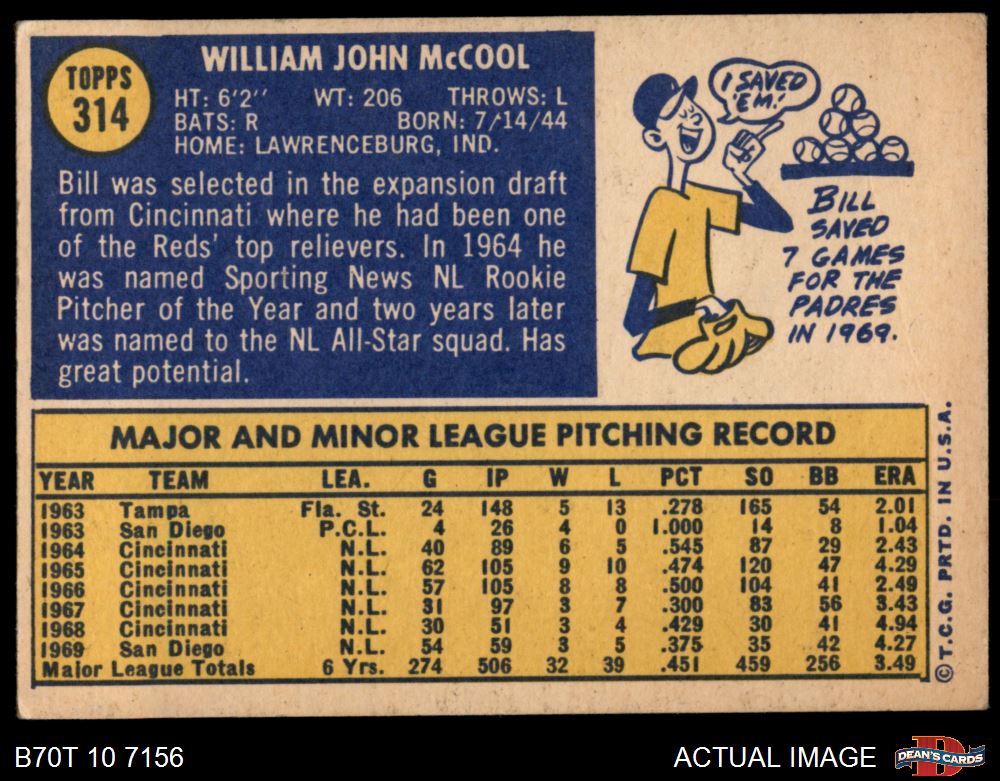 TOPPS
314
WILLIAM JOHN McCOOL
HT: 6'2" WT: 206 THROWS: L
BATS: R BORN: 7/14/44
HOME: LAWRENCEBURG, IND.
Bill was selected in the expansion draft
from Cincinnati where he had been one
of the Reds' top relievers. In 1964 he
was named Sporting News NL Rookie
Pitcher of the Year and two years later
was named to the NL All-Star squad. Has
great potential.
I SAVED
'EM!
BILL
SAVED
7 GAMES
FOR THE
PADRES
IN 1969.
MAJOR AND MINOR LEAGUE PITCHING RECORD
YEAR TEAM LEA. G IP W L PCT SO BB ERA
1963 Tampa Fla. St. 24 148 5 13 .278 165 54 2.01
1963 San Diego P.C.L. 4 26 4 0 1.000 14 8 1.04
1964 Cincinnati N.L. 40 89 6 5 .545 87 29 2.43
1965 Cincinnati N.L. 62 105 9 10 .474 120 47 4.29
1966 Cincinnati N.L. 57 105 8 8 .500 104 41 2.49
1967 Cincinnati N.L. 31 97 3 7 .300 83 56 3.43
1968 Cincinnati N.L. 30 51 3 4 .429 30 41 4.94
1969 San Diego N.L. 54 59 3 5 .375 35 42 4.27
Major League Totals 6 Yrs. 274 506 32 39 .451 459 256 3.49
© T.C.G. PRTD. IN U.S.A.
B70T 10 7156
ACTUAL IMAGE
D
DEAN'S CARDS